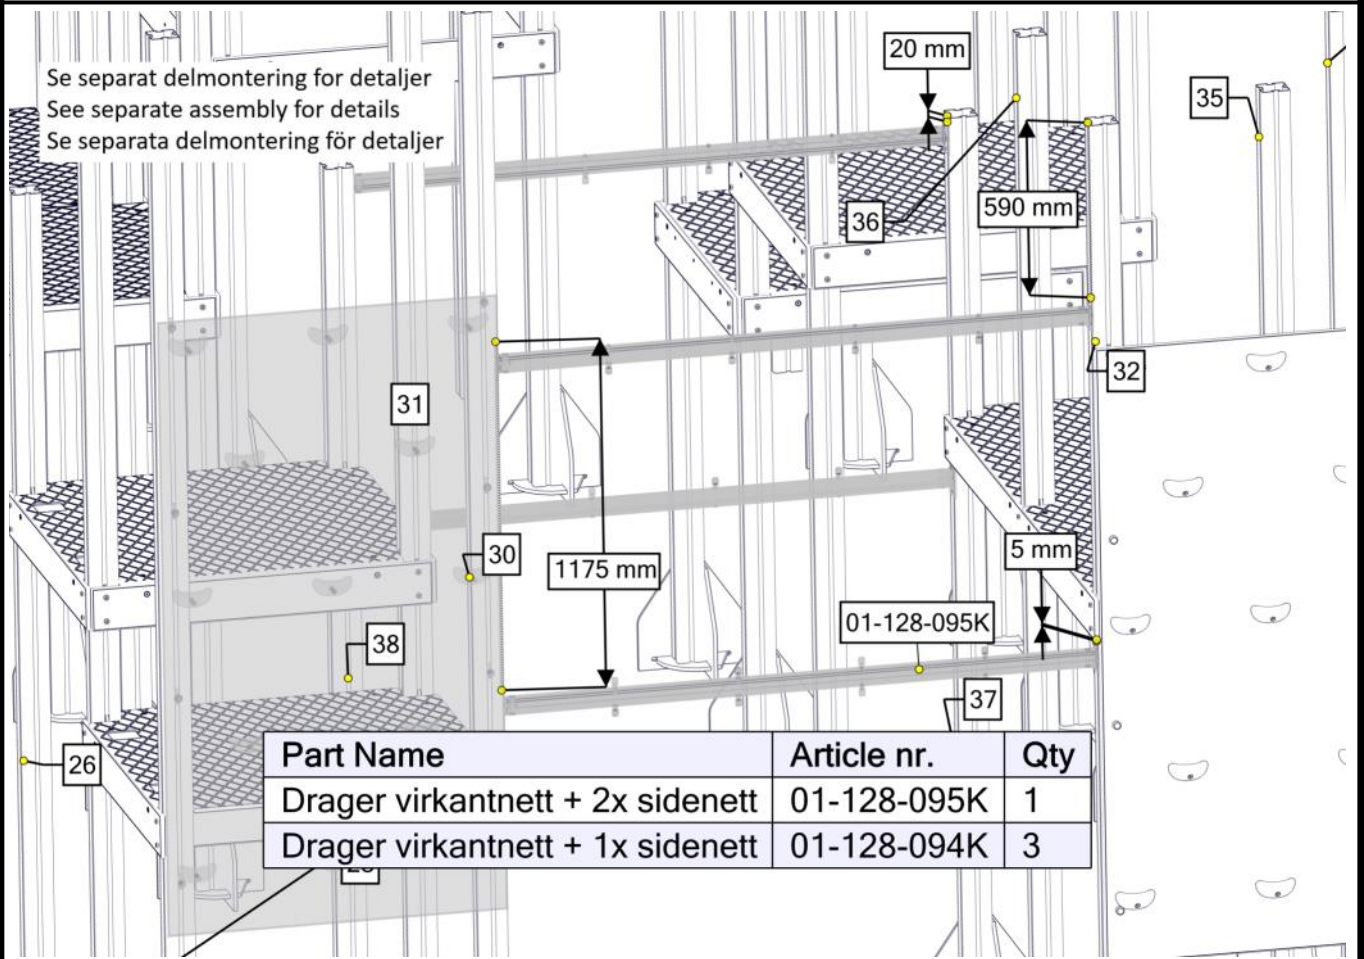 Se separat delmontering for detaljer
See separate assembly for details
Se separata delmontering för detaljer
20 mm
35
36
590 mm
32
31
30
1175 mm
5 mm
01-128-095K
38
37
26
Part Name Article nr. Qty
Drager virkantnett + 2x sidenett 01-128-095K 1
Drager virkantnett + 1x sidenett 01-128-094K 3